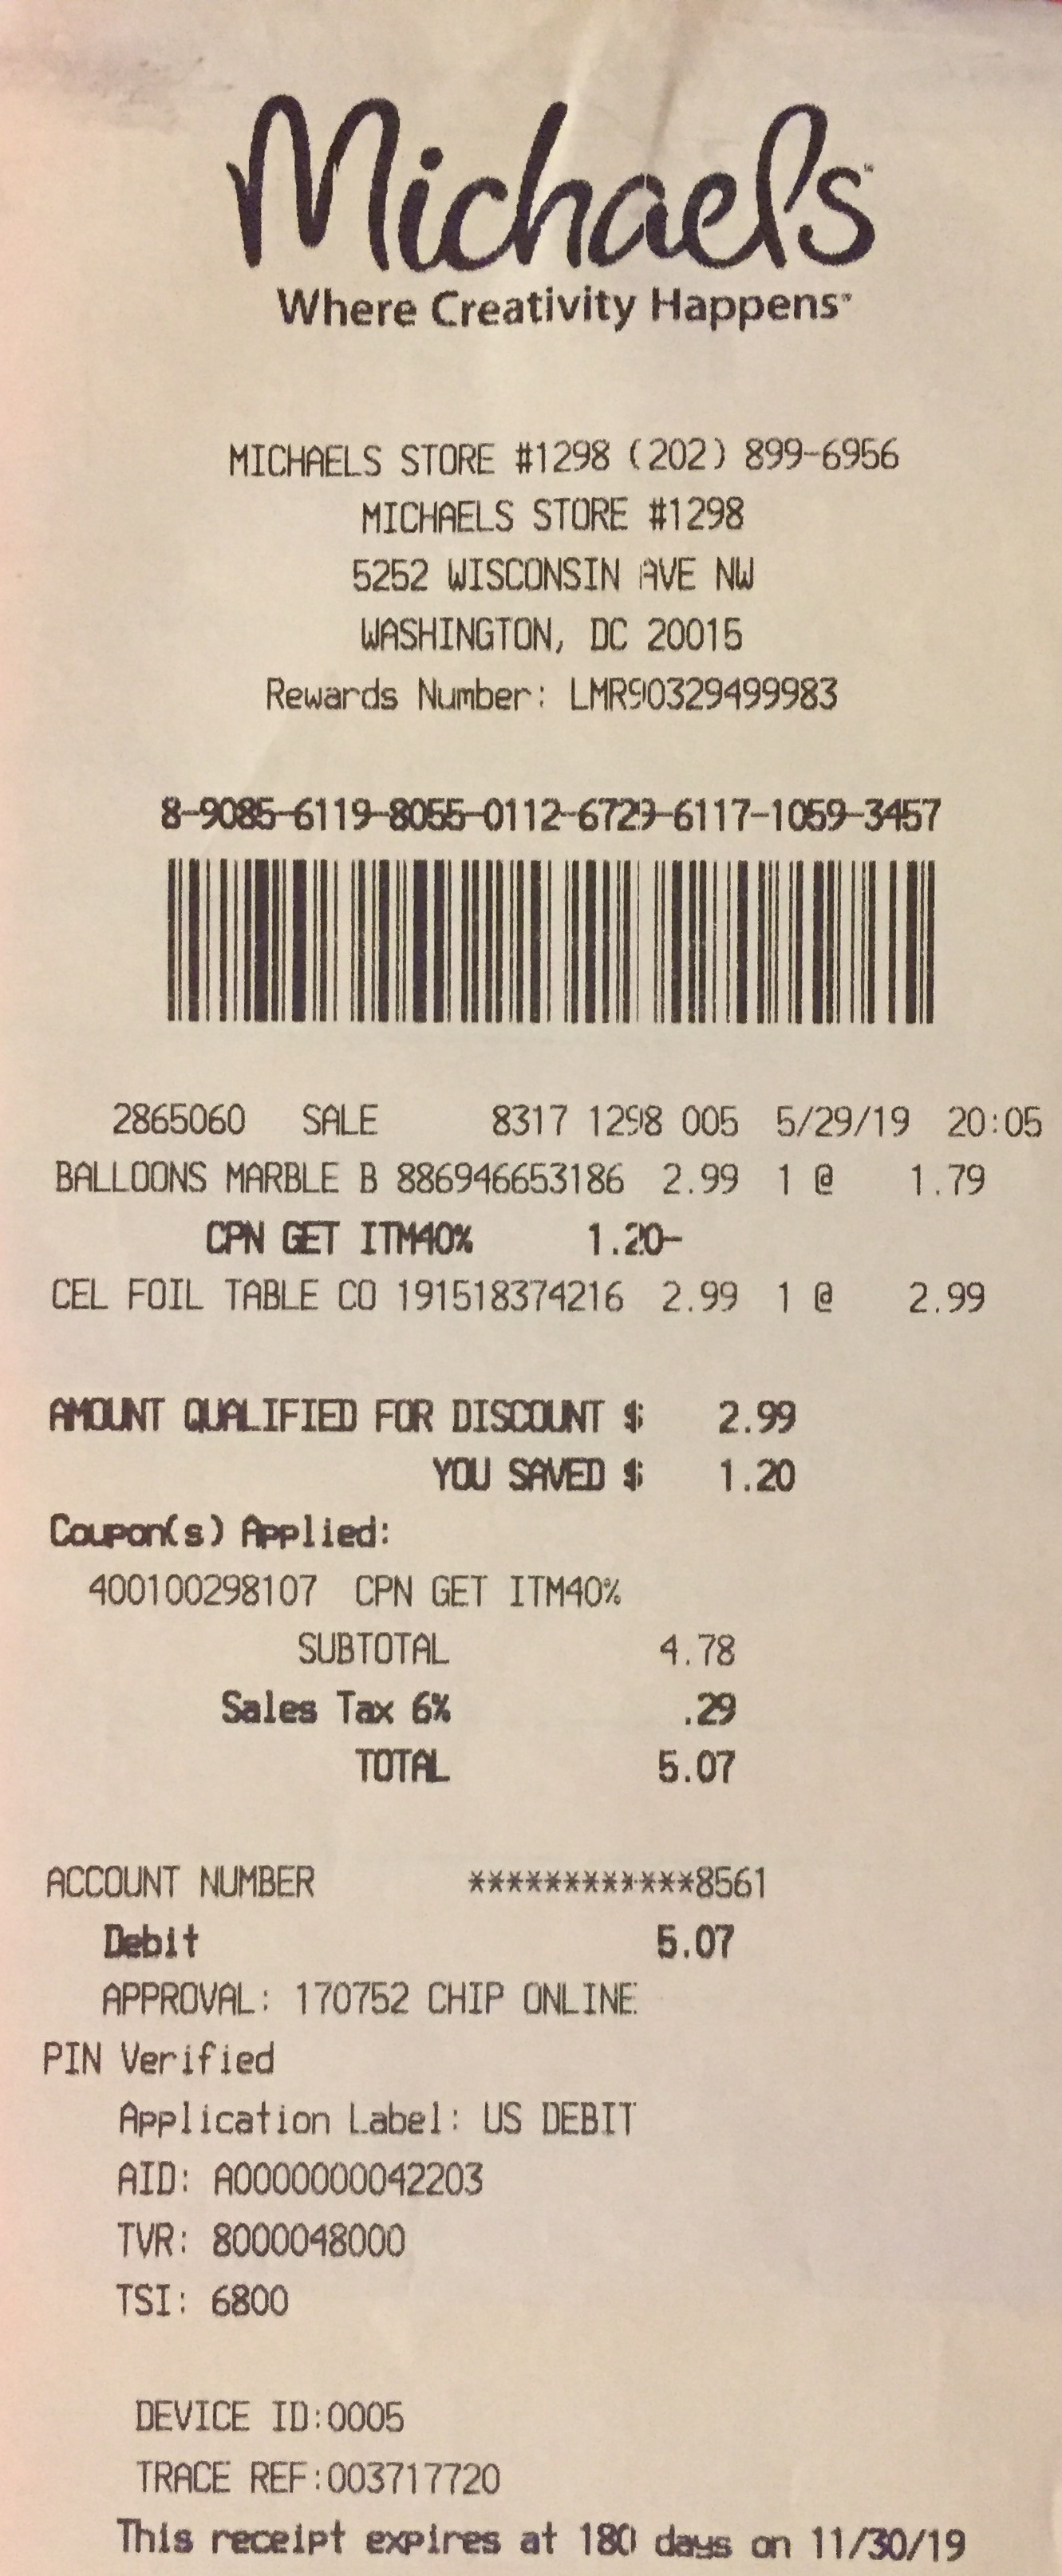 Michaels™
Where Creativity Happens™
MICHAELS STORE #1298 (202) 899-6956
MICHAELS STORE #1298
5252 WISCONSIN AVE NW
WASHINGTON, DC 20015
Rewards Number: LMR90329499983
8-9085-6119-8055-0112-6729-6117-1059-3457
2865060 SALE 8317 1298 005 5/29/19 20:05
BALLOONS MARBLE B 886946653186 2.99 1 @ 1.79
CPN GET ITM40% 1.20-
CEL FOIL TABLE CO 191518374216 2.99 1 @ 2.99
AMOUNT QUALIFIED FOR DISCOUNT $ 2.99
YOU SAVED $ 1.20
Coupon(s) Applied:
400100298107 CPN GET ITM40%
SUBTOTAL 4.78
Sales Tax 6% .29
TOTAL 5.07
ACCOUNT NUMBER ************8561
Debit 5.07
APPROVAL: 170752 CHIP ONLINE
PIN Verified
Application Label: US DEBIT
AID: A0000000042203
TVR: 8000048000
TSI: 6800
DEVICE ID:0005
TRACE REF:003717720
This receipt expires at 180 days on 11/30/19